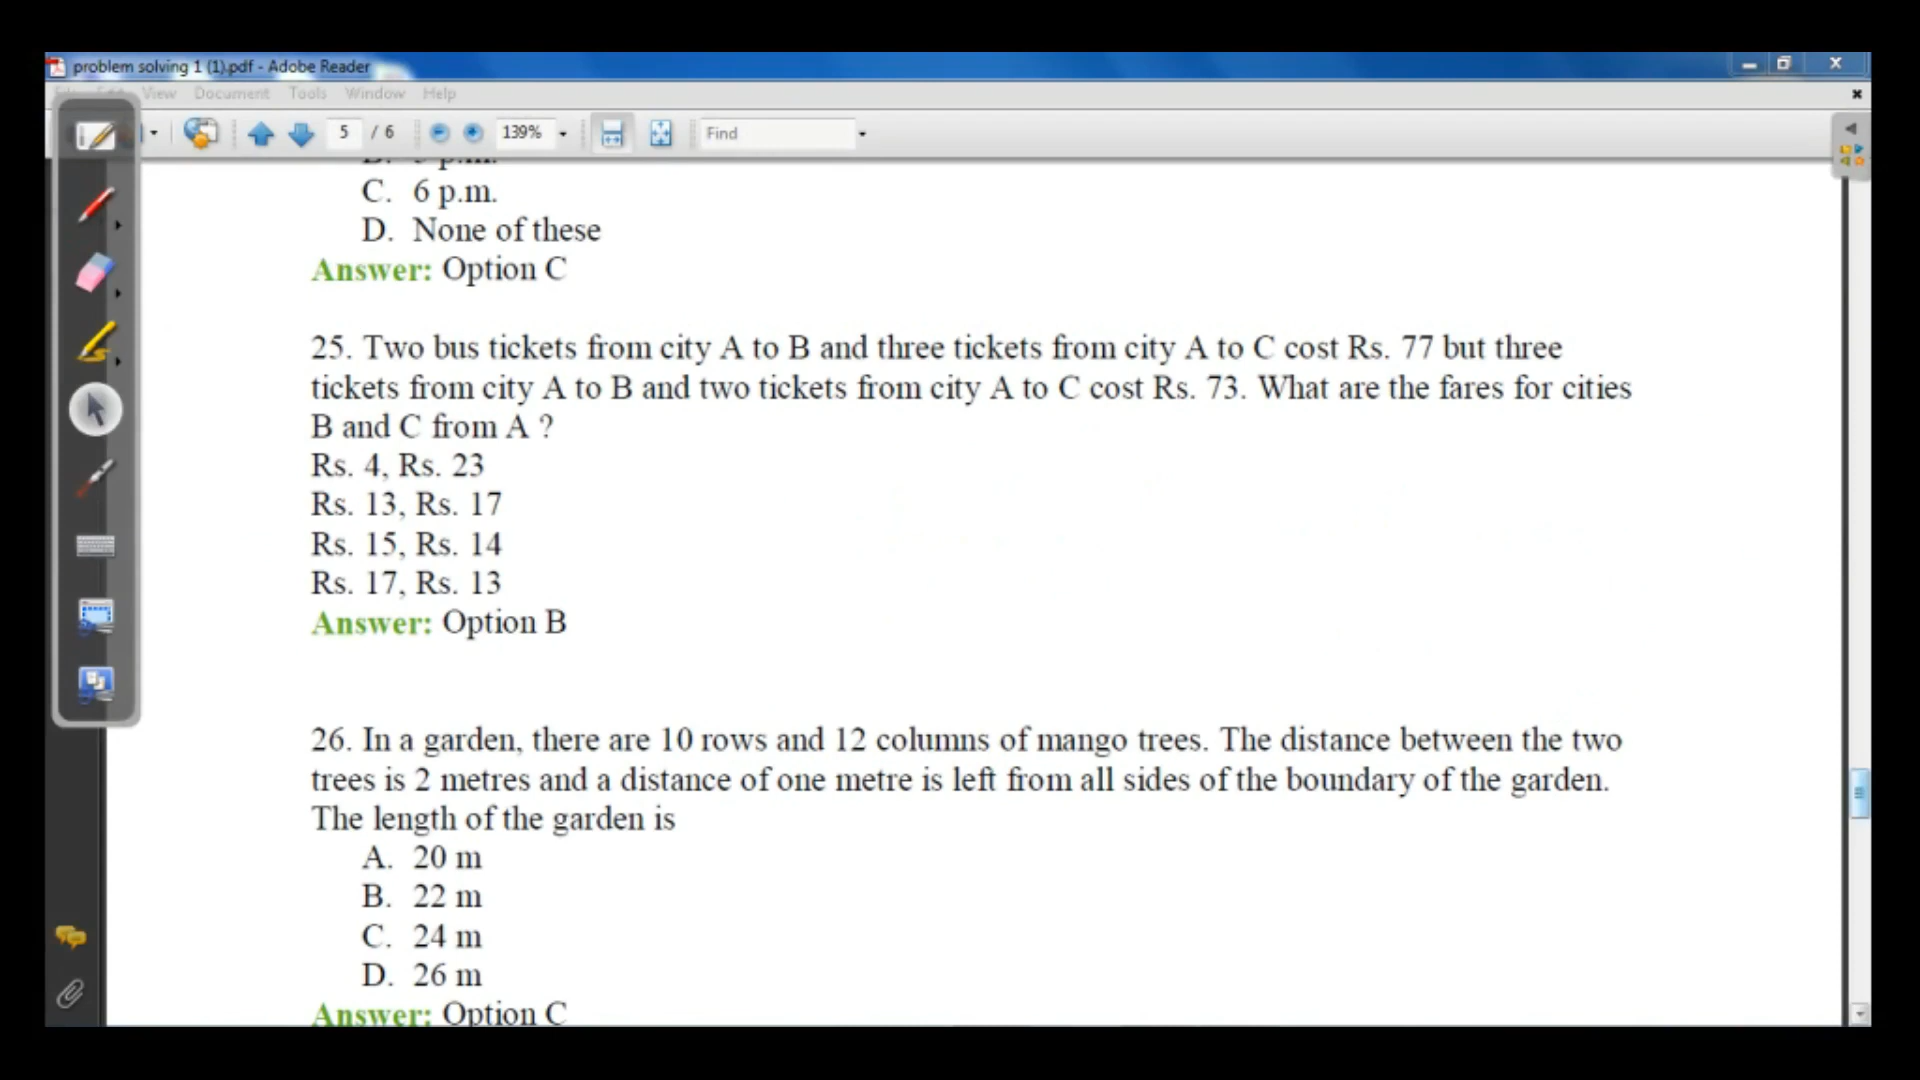 problem solving 1 (1).pdf - Adobe Reader
View Document Tools Window Help
5 / 6 139% Find
C. 6 p.m.
D. None of these
Answer: Option C
25. Two bus tickets from city A to B and three tickets from city A to C cost Rs. 77 but three
tickets from city A to B and two tickets from city A to C cost Rs. 73. What are the fares for cities
B and C from A ?
Rs. 4, Rs. 23
Rs. 13, Rs. 17
Rs. 15, Rs. 14
Rs. 17, Rs. 13
Answer: Option B
26. In a garden, there are 10 rows and 12 columns of mango trees. The distance between the two
trees is 2 metres and a distance of one metre is left from all sides of the boundary of the garden.
The length of the garden is
A. 20 m
B. 22 m
C. 24 m
D. 26 m
Answer: Option C